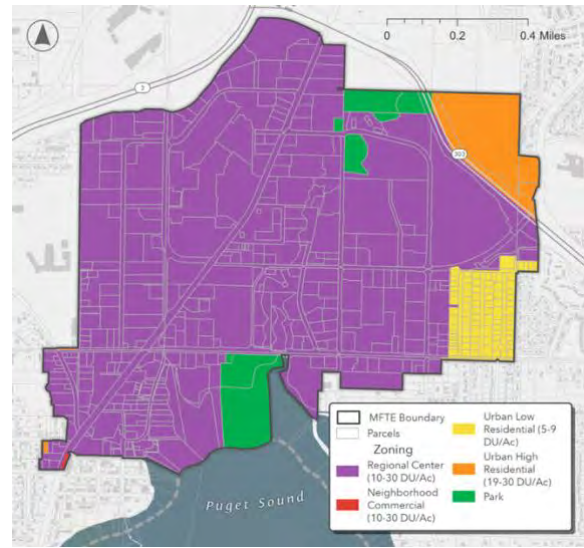 0 0.2 0.4 Miles
3
303
Puget Sound
MFTE Boundary
Parcels
Zoning
Regional Center
(10-30 DU/Ac)
Neighborhood
Commercial
(10-30 DU/Ac)
Urban Low
Residential (5-9
DU/Ac)
Urban High
Residential
(19-30 DU/Ac)
Park